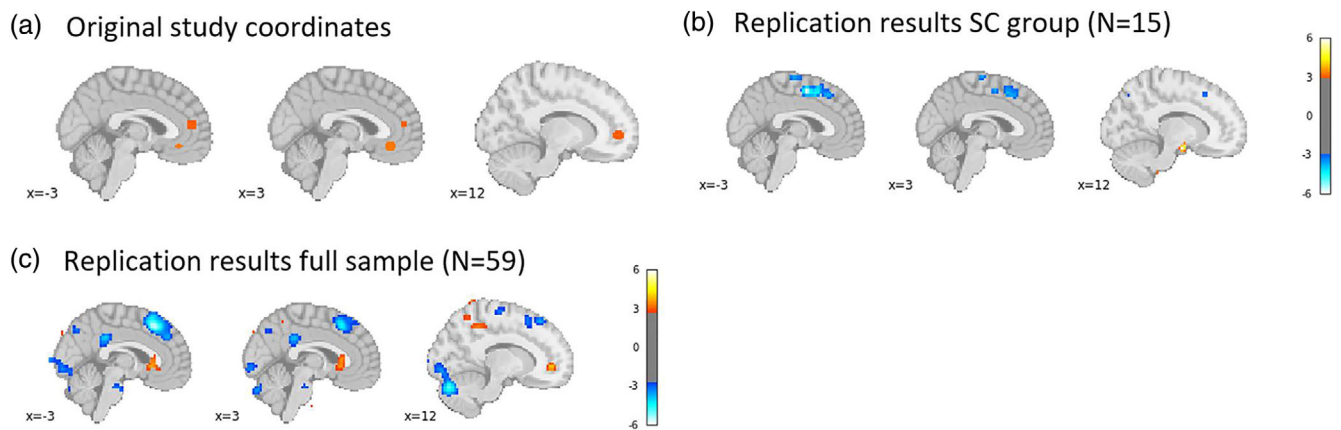 (a) Original study coordinates
x=-3 x=3 x=12
(b) Replication results SC group (N=15)
6
3
0
-3
-6
x=-3 x=3 x=12
(c) Replication results full sample (N=59)
6
3
0
-3
-6
x=-3 x=3 x=12